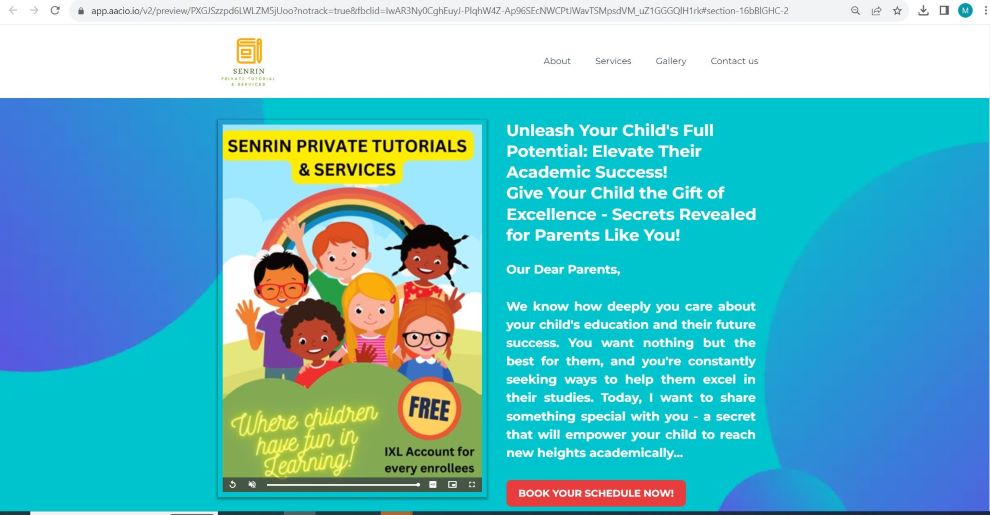 app.aacio.io/v2/preview/PXGJSzzpd6LWLZM5jUoo?notrack=true&fbclid=IwAR3Ny0CghEuyJ-PlqhW4Z-Ap96SEcNWCPtJWavTSMpsdVM_uZ1GGGQIH1rk#section-16bBlGHC-2
M
SENRIN
PRIVATE TUTORIAL
& SERVICES
About Services Gallery Contact us
SENRIN PRIVATE TUTORIALS
& SERVICES
Where children
have fun in
Learning!
FREE
IXL Account for
every enrollees
Unleash Your Child's Full
Potential: Elevate Their
Academic Success!
Give Your Child the Gift of
Excellence - Secrets Revealed
for Parents Like You!
Our Dear Parents,
We know how deeply you care about
your child's education and their future
success. You want nothing but the
best for them, and you're constantly
seeking ways to help them excel in
their studies. Today, I want to share
something special with you - a secret
that will empower your child to reach
new heights academically...
BOOK YOUR SCHEDULE NOW!